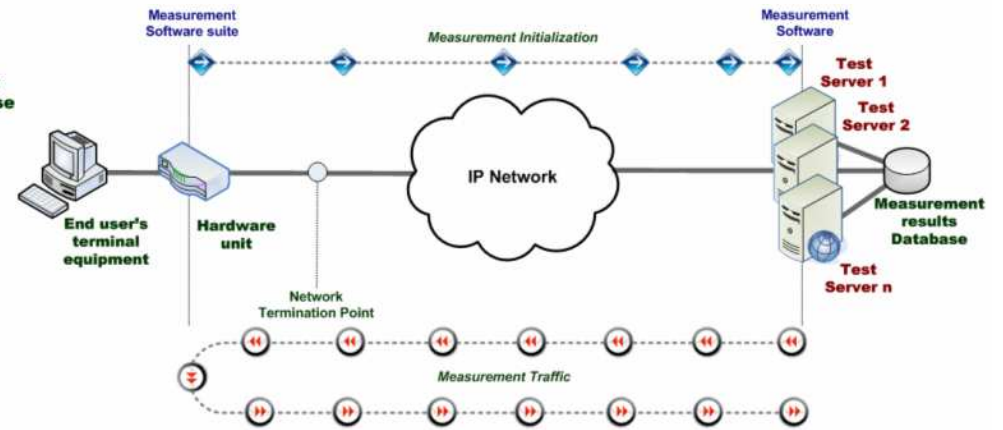 Measurement
Software suite
Measurement Initialization
Measurement
Software
Test
Server 1
se
Test
Server 2
IP Network
End user's
terminal
equipment
Hardware
unit
Measurement
results
Database
Test
Server n
Network
Termination Point
Measurement Traffic